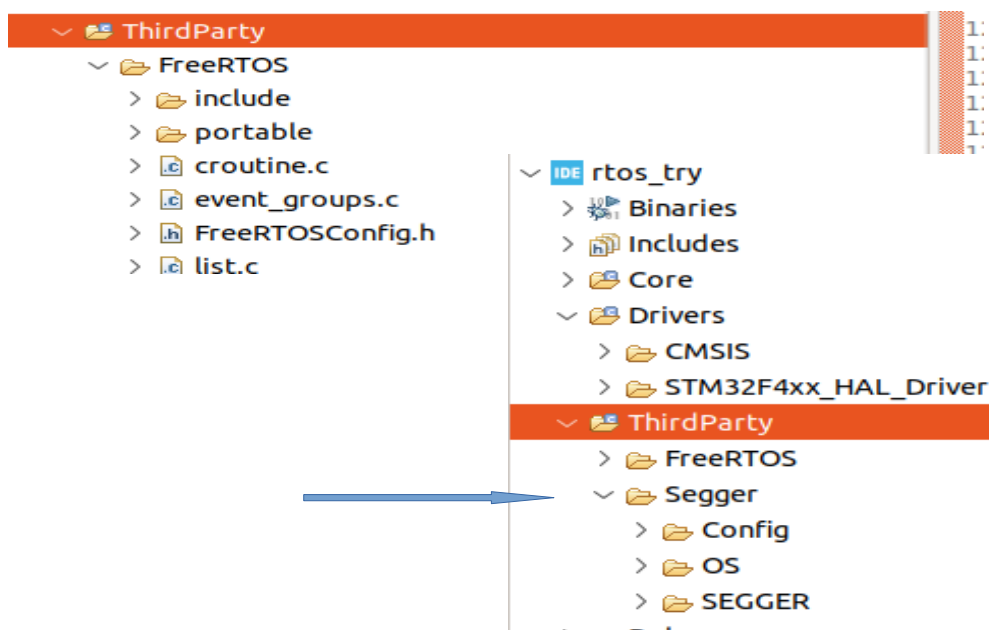 ThirdParty
FreeRTOS
include
portable
croutine.c
event_groups.c
FreeRTOSConfig.h
list.c
IDE rtos_try
Binaries
Includes
Core
Drivers
CMSIS
STM32F4xx_HAL_Driver
ThirdParty
FreeRTOS
Segger
Config
OS
SEGGER